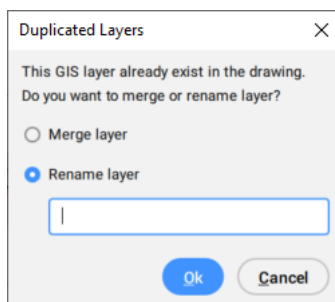 Duplicated Layers
This GIS layer already exist in the drawing.
Do you want to merge or rename layer?
Merge layer
Rename layer
Ok
Cancel